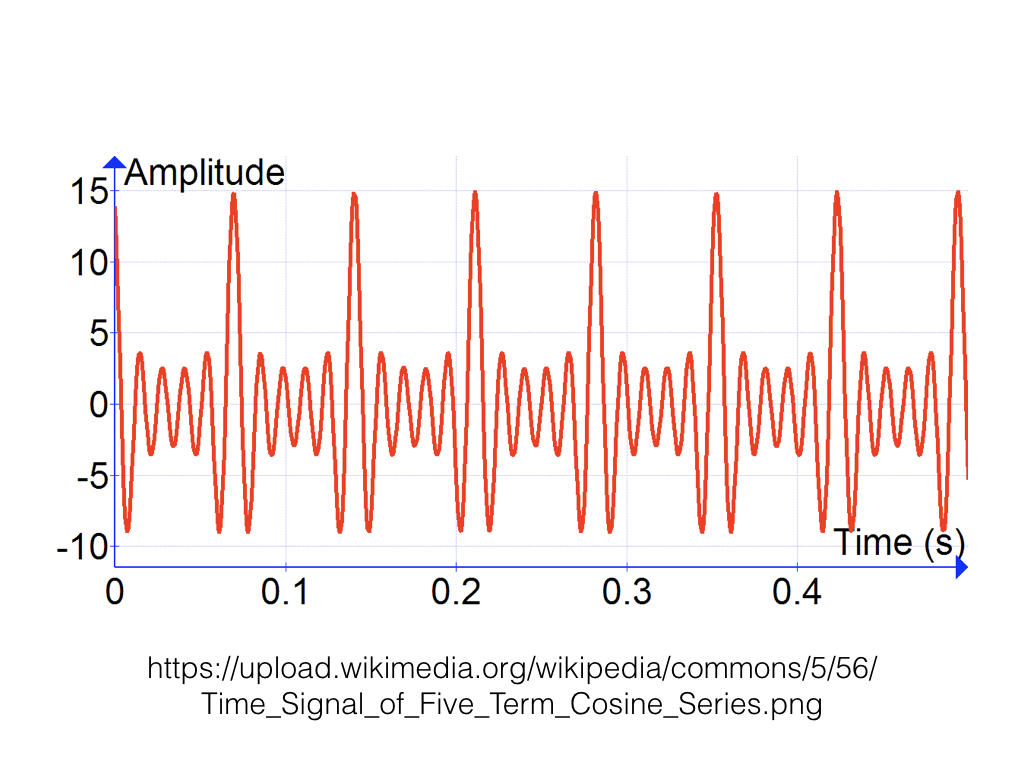 Amplitude
15
10
5
0
-5
-10
Time (s)
0 0.1 0.2 0.3 0.4
https://upload.wikimedia.org/wikipedia/commons/5/56/
Time_Signal_of_Five_Term_Cosine_Series.png